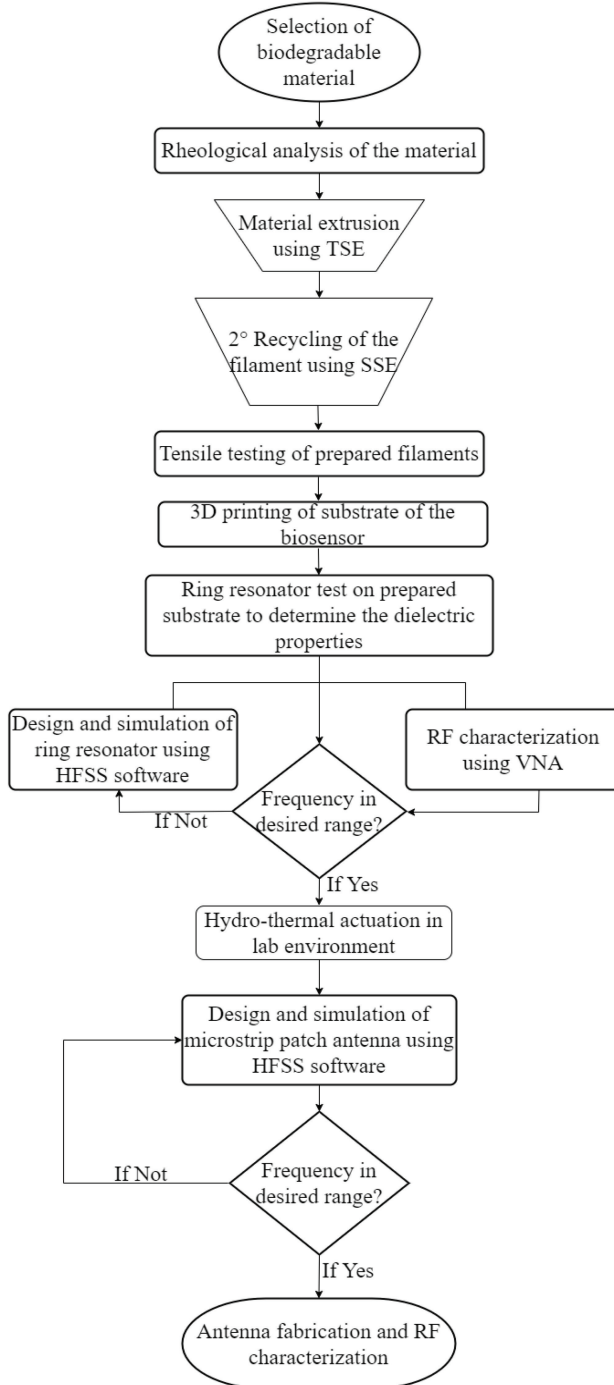 Selection of
biodegradable
material
Rheological analysis of the material
Material extrusion
using TSE
2° Recycling of the
filament using SSE
Tensile testing of prepared filaments
3D printing of substrate of the
biosensor
Ring resonator test on prepared
substrate to determine the dielectric
properties
Design and simulation of
ring resonator using
HFSS software
RF characterization
using VNA
Frequency in
desired range?
If Not
If Yes
Hydro-thermal actuation in
lab environment
Design and simulation of
microstrip patch antenna using
HFSS software
Frequency in
desired range?
If Not
If Yes
Antenna fabrication and RF
characterization